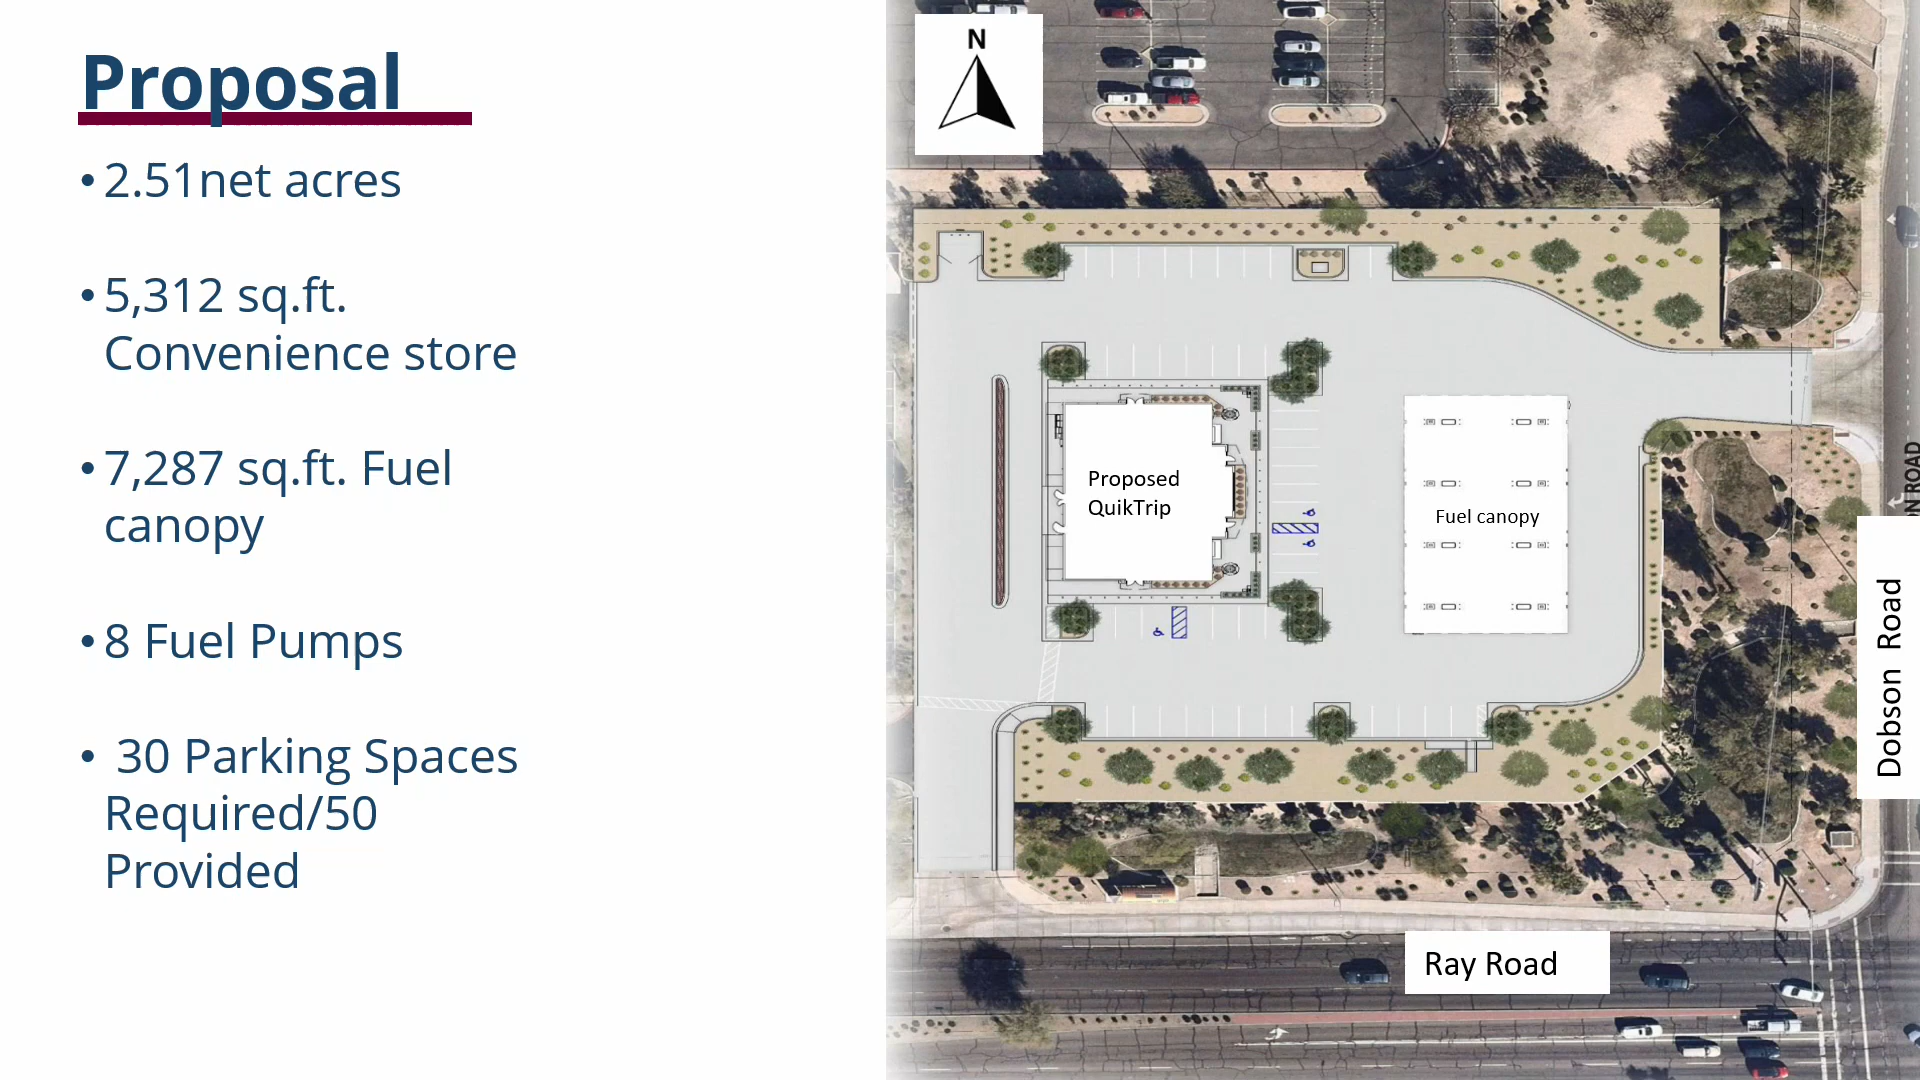 Proposal
• 2.51net acres
• 5,312 sq.ft.
Convenience store
• 7,287 sq.ft. Fuel
canopy
• 8 Fuel Pumps
• 30 Parking Spaces
Required/50
Provided
N
Proposed
QuikTrip
Fuel canopy
N ROAD
Dobson Road
Ray Road